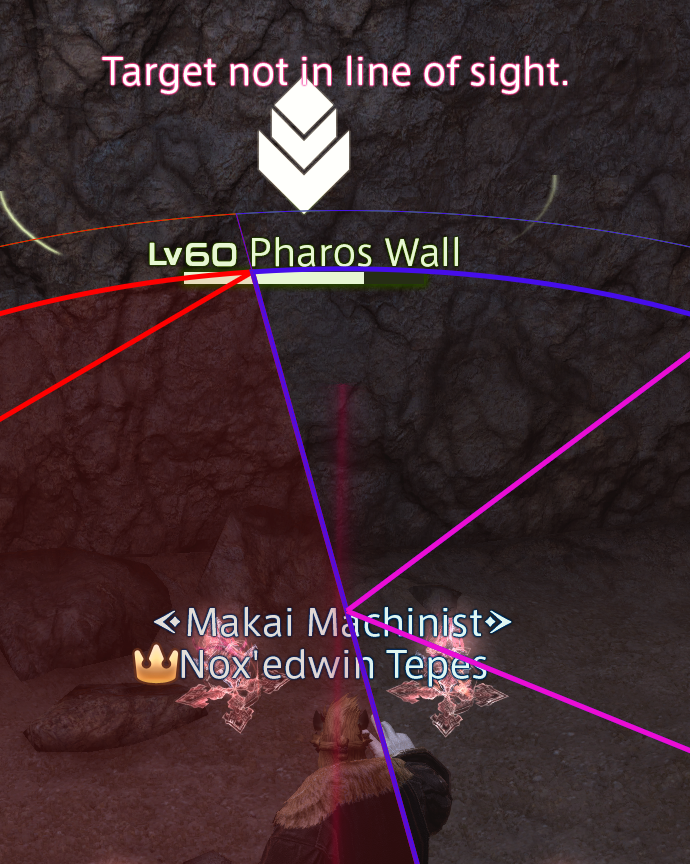 Target not in line of sight.
Lv60 Pharos Wall
Makai Machinist
Nox'edwin Tepes